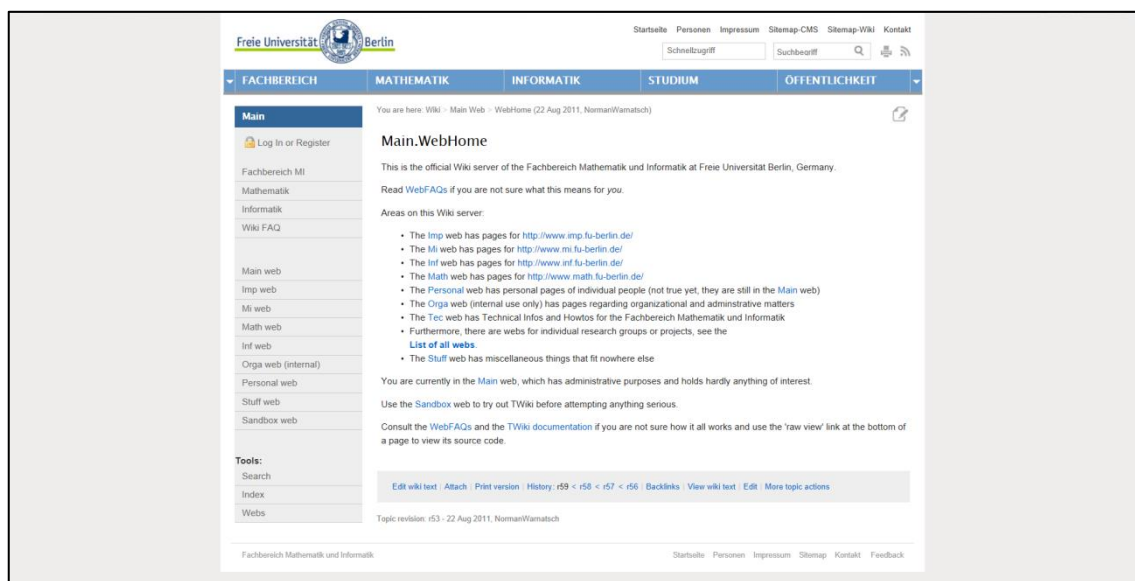 Freie Universität Berlin
Startseite Personen Impressum Sitemap-CMS Sitemap-Wiki Kontakt
Schnellzugriff Suchbegriff
FACHBEREICH MATHEMATIK INFORMATIK STUDIUM ÖFFENTLICHKEIT
Main
Log In or Register
Fachbereich MI
Mathematik
Informatik
Wiki FAQ
Main web
Imp web
Mi web
Math web
Inf web
Orga web (internal)
Personal web
Stuff web
Sandbox web
Tools:
Search
Index
Webs
You are here: Wiki > Main Web > WebHome (22 Aug 2011, NormanWarnatsch)
Main.WebHome
This is the official Wiki server of the Fachbereich Mathematik und Informatik at Freie Universität Berlin, Germany.
Read WebFAQs if you are not sure what this means for you.
Areas on this Wiki server:
• The Imp web has pages for http://www.imp.fu-berlin.de/
• The Mi web has pages for http://www.mi.fu-berlin.de/
• The Inf web has pages for http://www.inf.fu-berlin.de/
• The Math web has pages for http://www.math.fu-berlin.de/
• The Personal web has personal pages of individual people (not true yet, they are still in the Main web)
• The Orga web (internal use only) has pages regarding organizational and adminstrative matters
• The Tec web has Technical Infos and Howtos for the Fachbereich Mathematik und Informatik
• Furthermore, there are webs for individual research groups or projects, see the
List of all webs.
• The Stuff web has miscellaneous things that fit nowhere else
You are currently in the Main web, which has administrative purposes and holds hardly anything of interest.
Use the Sandbox web to try out TWiki before attempting anything serious.
Consult the WebFAQs and the TWiki documentation if you are not sure how it all works and use the 'raw view' link at the bottom of
a page to view its source code.
Edit wiki text | Attach | Print version | History: r59 < r58 < r57 < r56 | Backlinks | View wiki text | Edit | More topic actions
Topic revision: r53 - 22 Aug 2011, NormanWarnatsch
Fachbereich Mathematik und Informatik
Startseite Personen Impressum Sitemap Kontakt Feedback